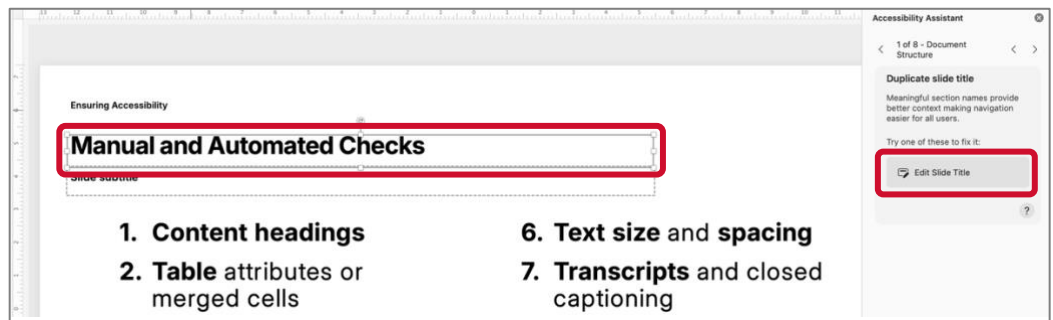 Ensuring Accessibility
Manual and Automated Checks
Slide subtitle
1. Content headings
2. Table attributes or
merged cells
6. Text size and spacing
7. Transcripts and closed
captioning
Accessibility Assistant
1 of 8 - Document
Structure
Duplicate slide title
Meaningful section names provide
better context making navigation
easier for all users.
Try one of these to fix it:
Edit Slide Title
?